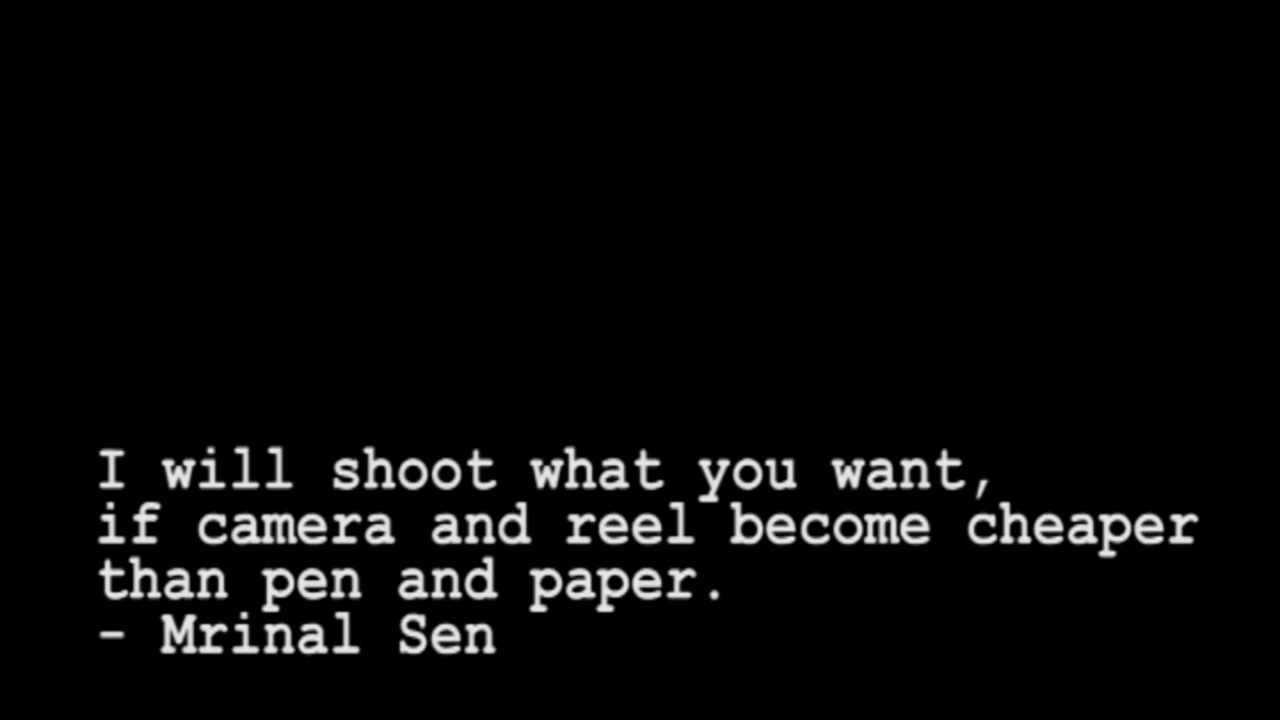 I will shoot what you want,
if camera and reel become cheaper
than pen and paper.
- Mrinal Sen